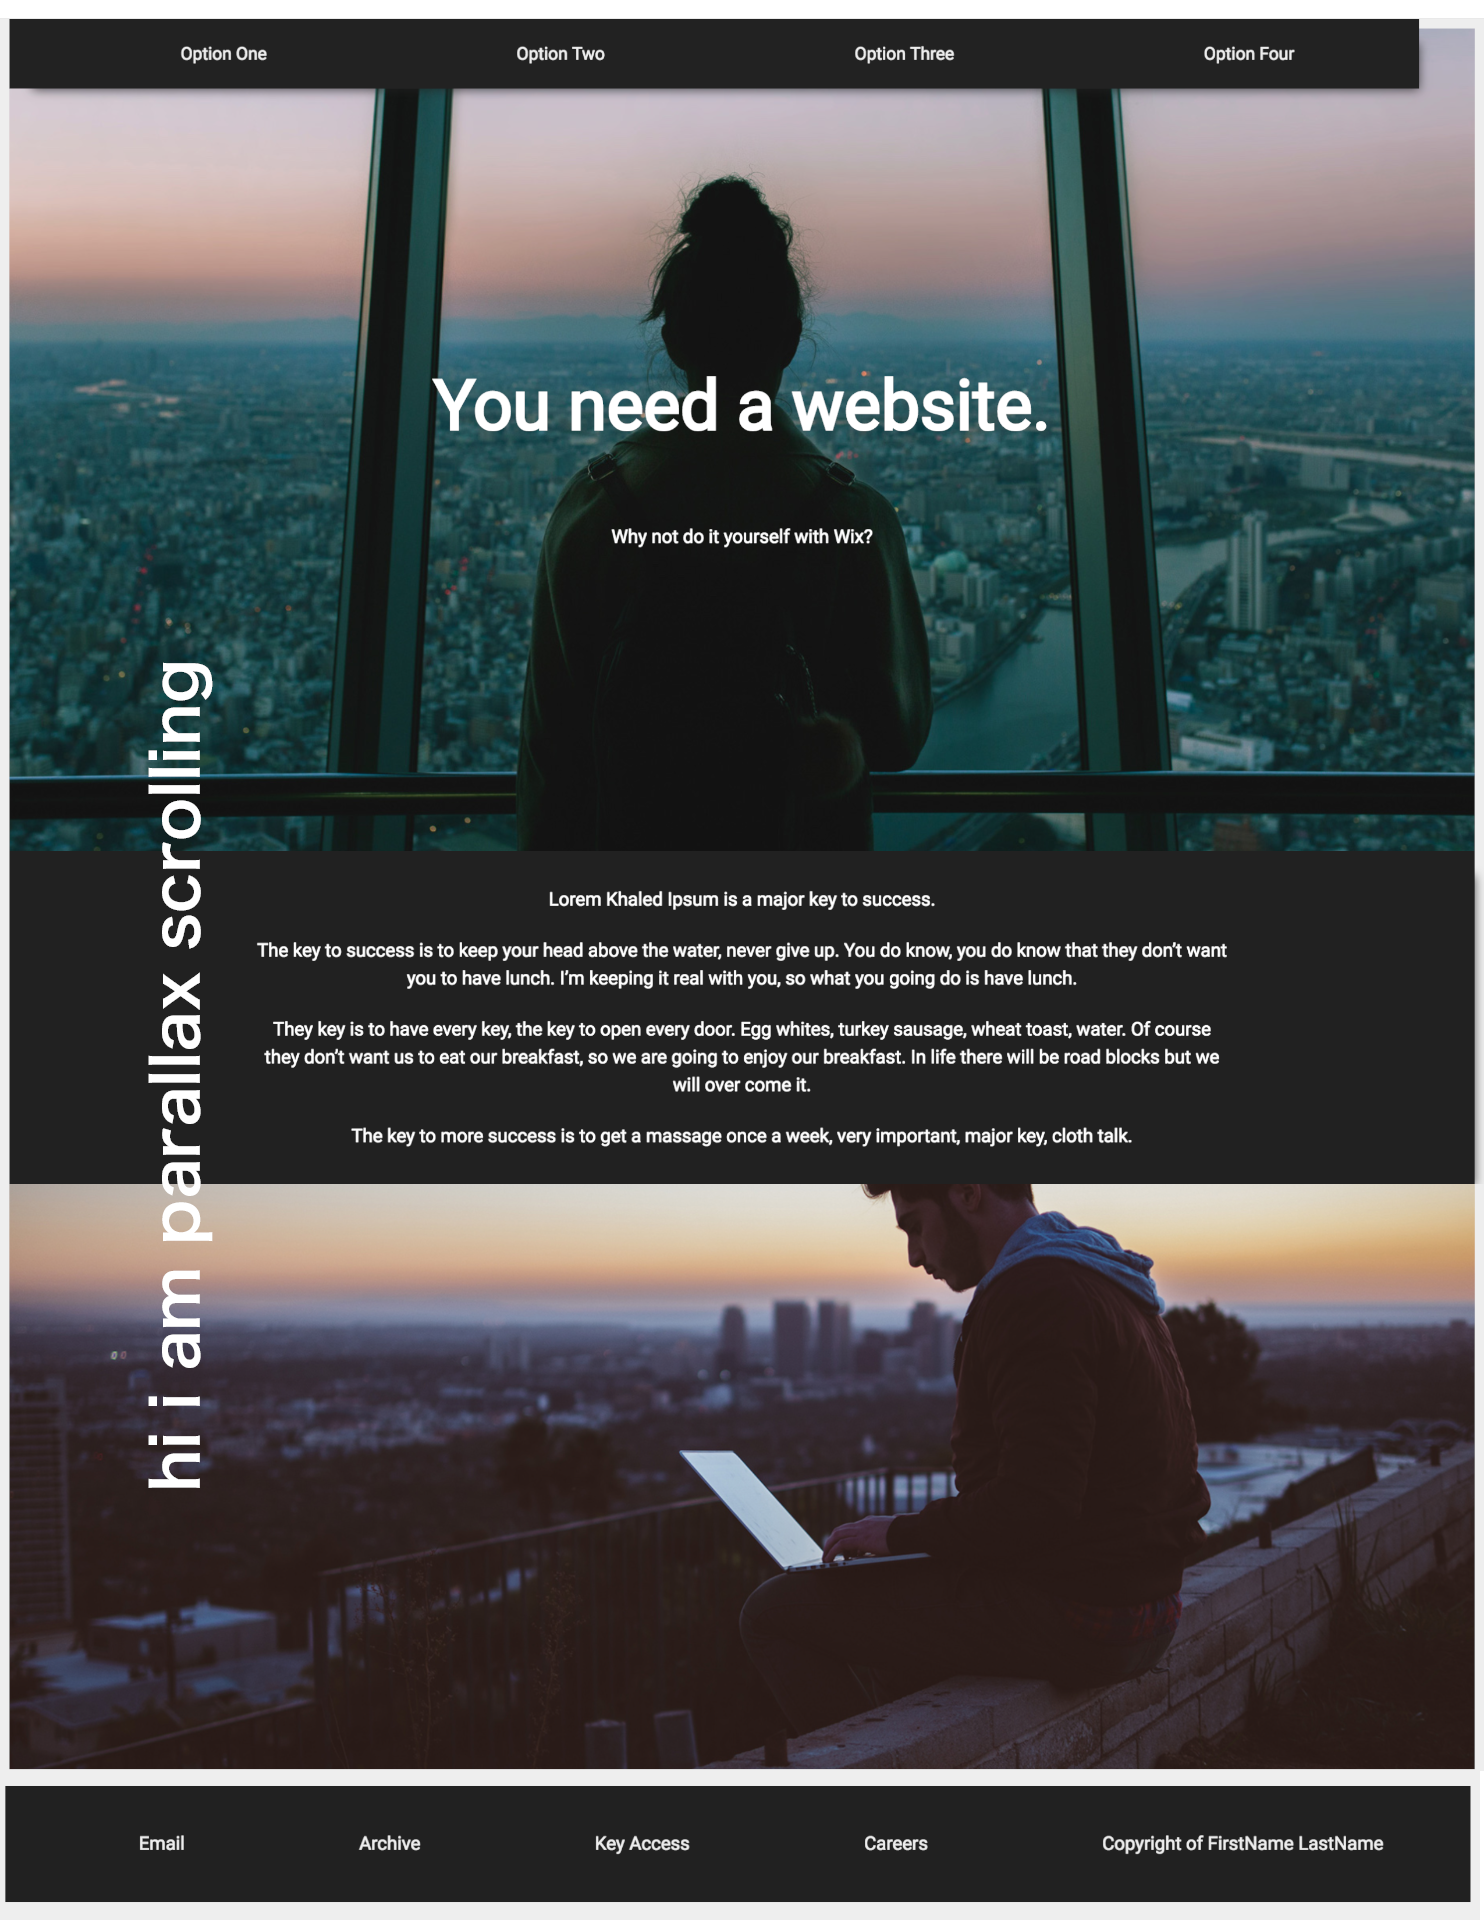 Option One Option Two Option Three Option Four
You need a website.
Why not do it yourself with Wix?
hi i am parallax scrolling
Lorem Khaled Ipsum is a major key to success.
The key to success is to keep your head above the water, never give up. You do know, you do know that they don’t want
you to have lunch. I’m keeping it real with you, so what you going do is have lunch.
They key is to have every key, the key to open every door. Egg whites, turkey sausage, wheat toast, water. Of course
they don’t want us to eat our breakfast, so we are going to enjoy our breakfast. In life there will be road blocks but we
will over come it.
The key to more success is to get a massage once a week, very important, major key, cloth talk.
Email Archive Key Access Careers Copyright of FirstName LastName